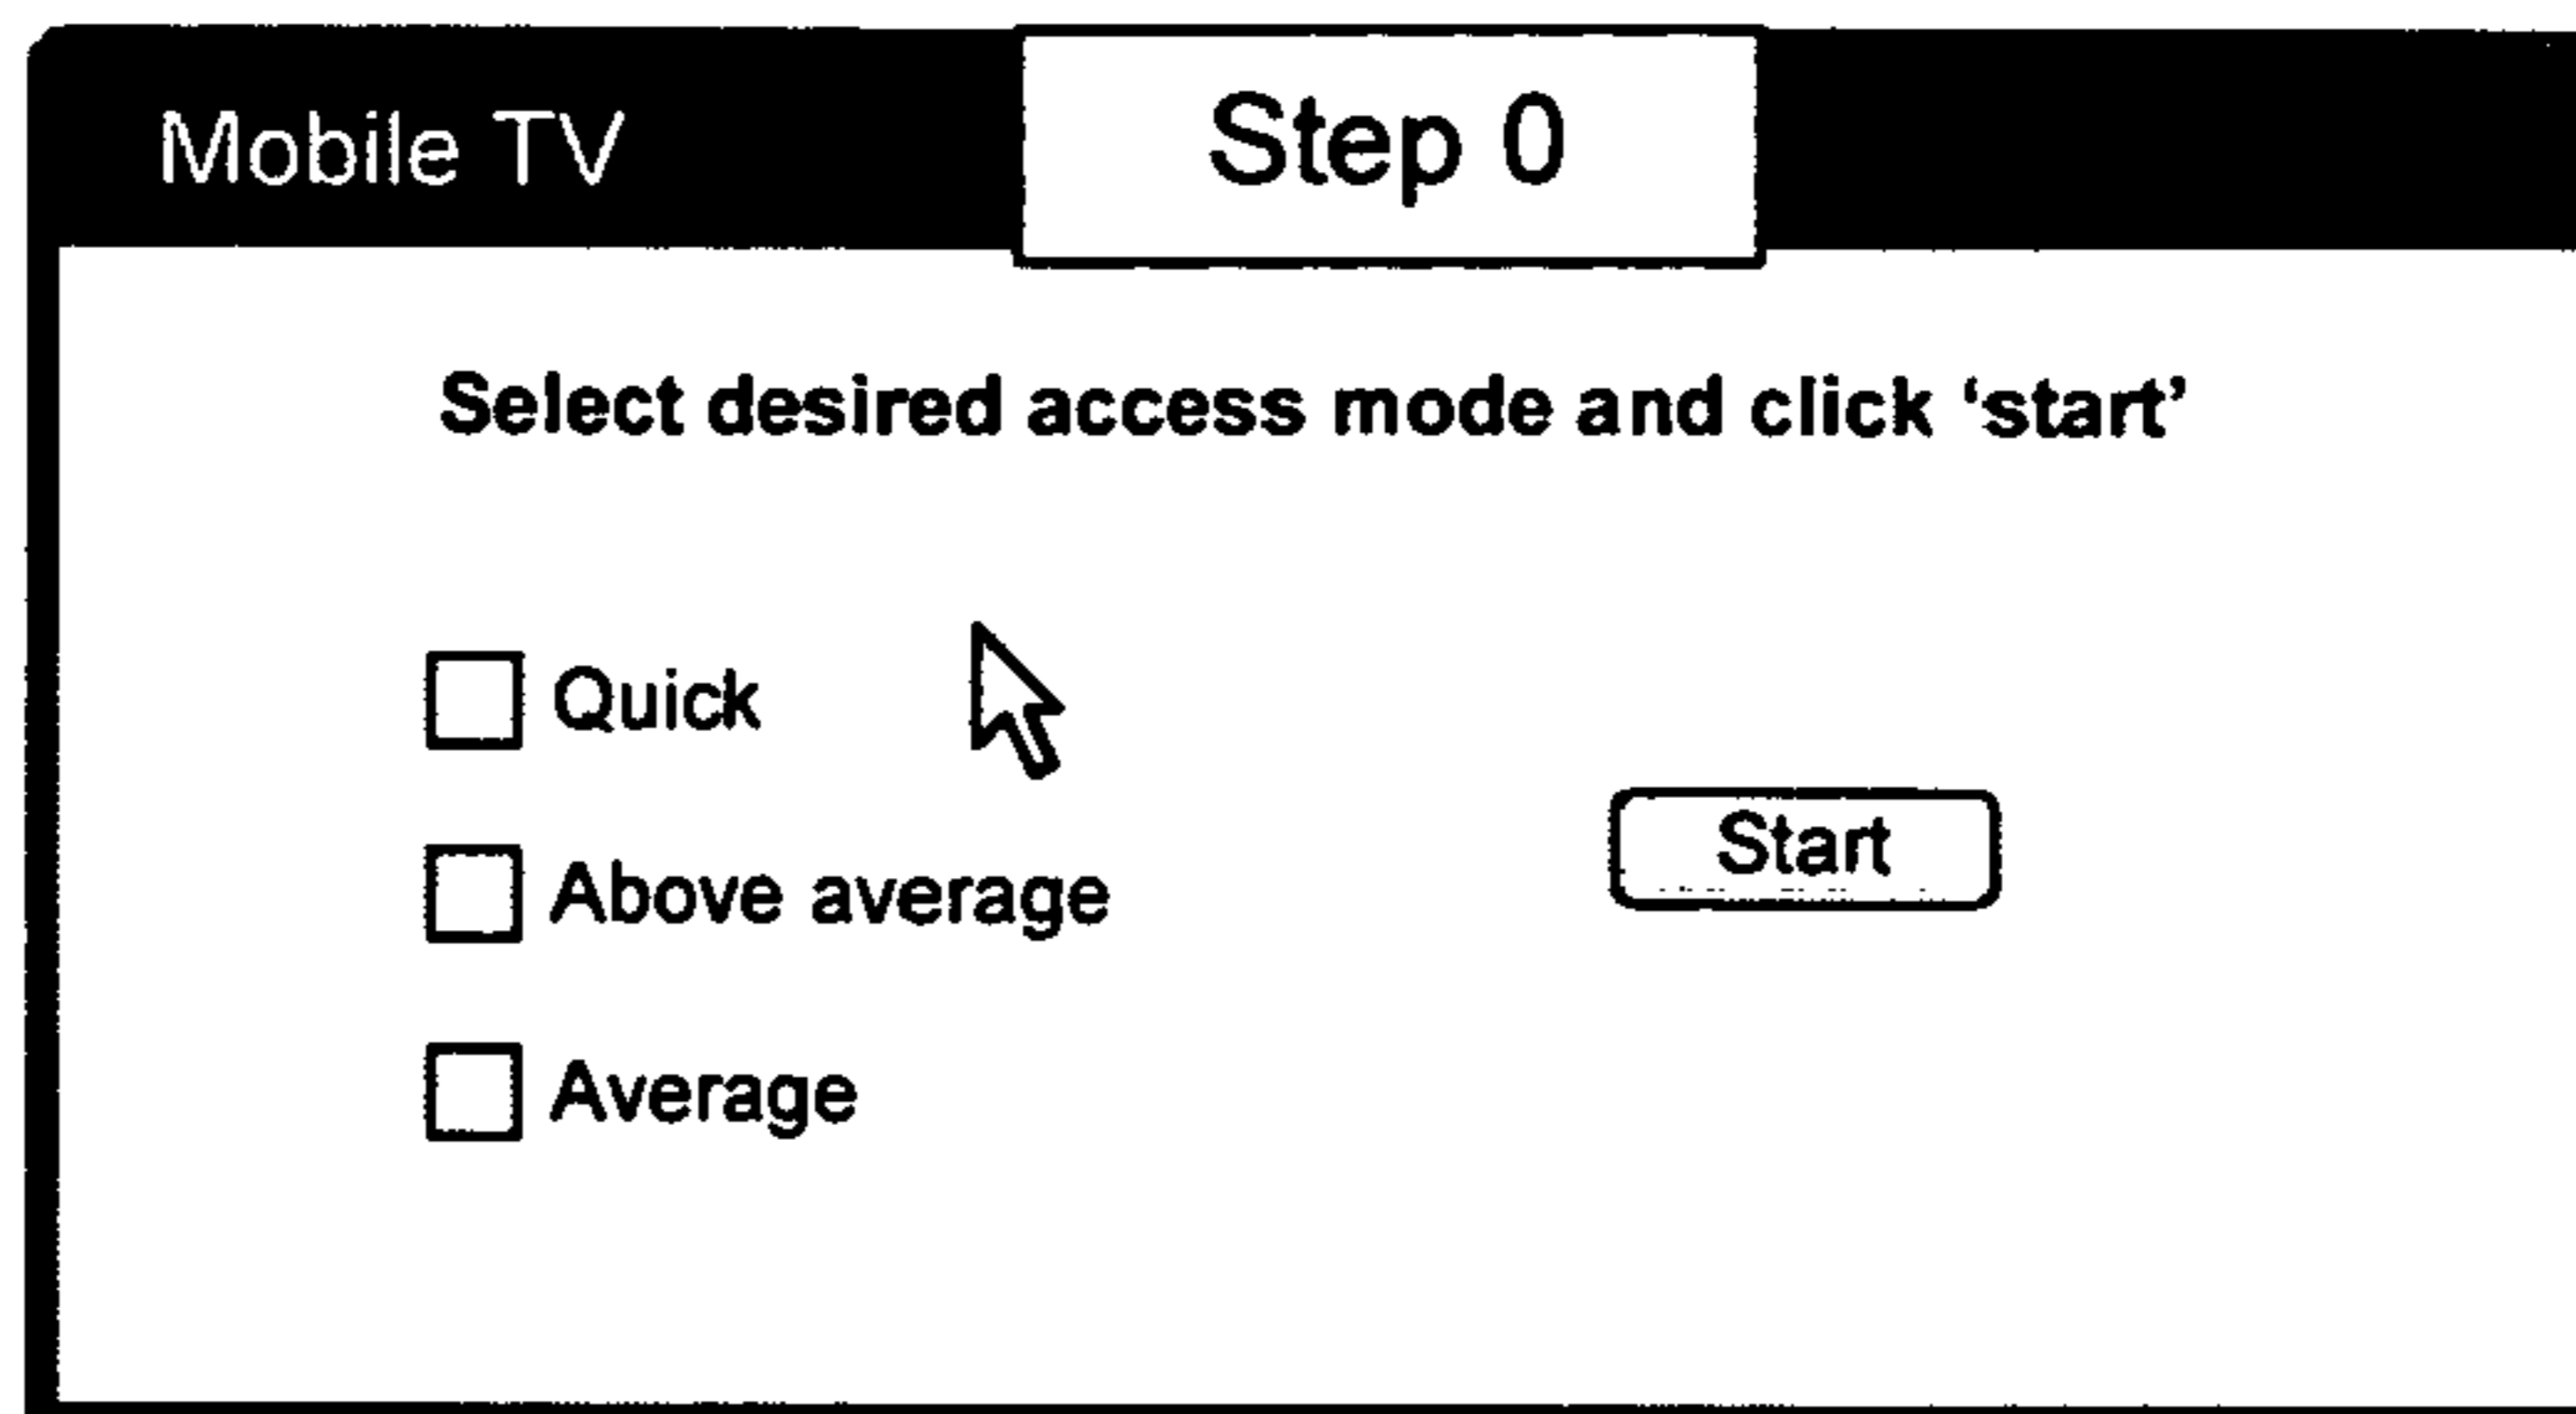 Mobile TV
Step 0
Select desired access mode and click ‘start’
Quick
Above average
Start
Average